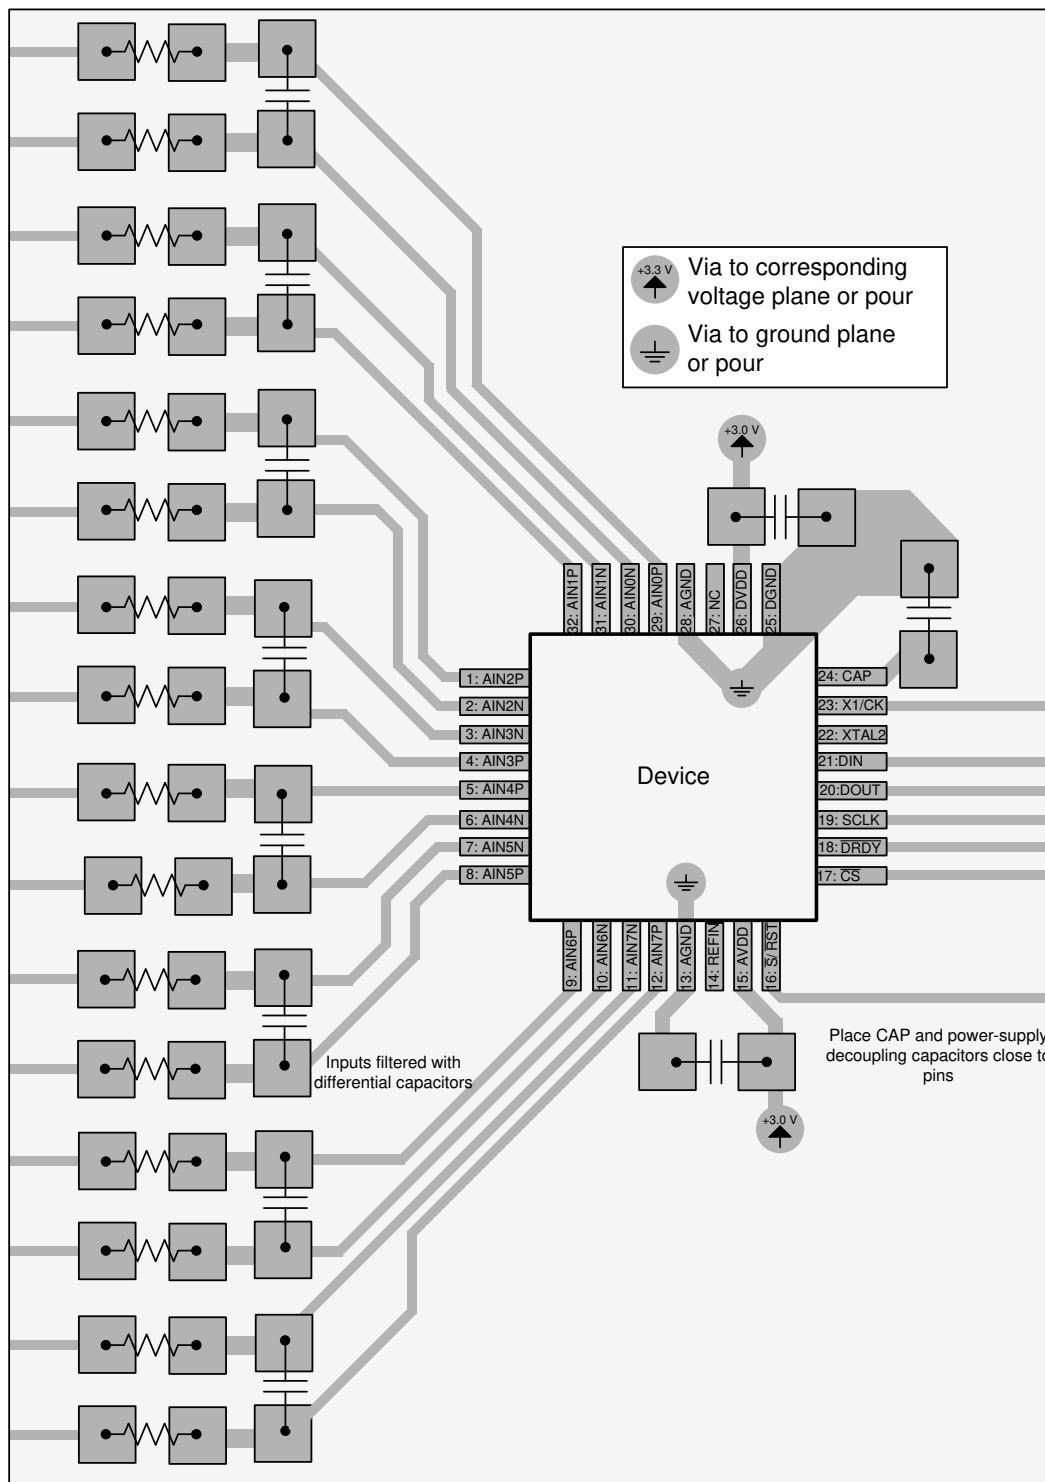 +3.3 V
Via to corresponding
voltage plane or pour
Via to ground plane
or pour
+3.0 V
32: AIN1P
31: AIN1N
30: AIN0N
29: AIN0P
28: AGND
27: NC
26: DVDD
25: DGND
1: AIN2P
2: AIN2N
3: AIN3N
4: AIN3P
5: AIN4P
6: AIN4N
7: AIN5N
8: AIN5P
Device
24: CAP
23: X1/CK
22: XTAL2
21:DIN
20:DOUT
19: SCLK
18: DRDY
17: CS
9: AIN6P
10: AIN6N
11: AIN7N
12: AIN7P
13: AGND
14: REFIN
15: AVDD
16: S/RST
Inputs filtered with
differential capacitors
Place CAP and power-supply
decoupling capacitors close to
pins
+3.0 V